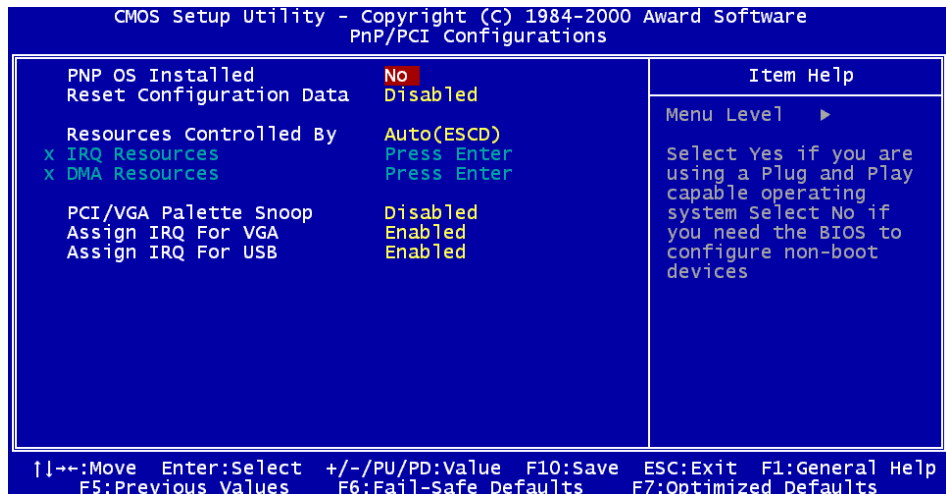 CMOS Setup Utility - Copyright (C) 1984-2000 Award Software
PnP/PCI Configurations
PNP OS Installed No
Reset Configuration Data Disabled
Resources Controlled By Auto(ESCD)
x IRQ Resources Press Enter
x DMA Resources Press Enter
PCI/VGA Palette Snoop Disabled
Assign IRQ For VGA Enabled
Assign IRQ For USB Enabled
Item Help
Menu Level ▶
Select Yes if you are
using a Plug and Play
capable operating
system Select No if
you need the BIOS to
configure non-boot
devices
↑↓→←:Move Enter:Select +/-/PU/PD:Value F10:Save ESC:Exit F1:General Help
F5:Previous Values F6:Fail-Safe Defaults F7:Optimized Defaults